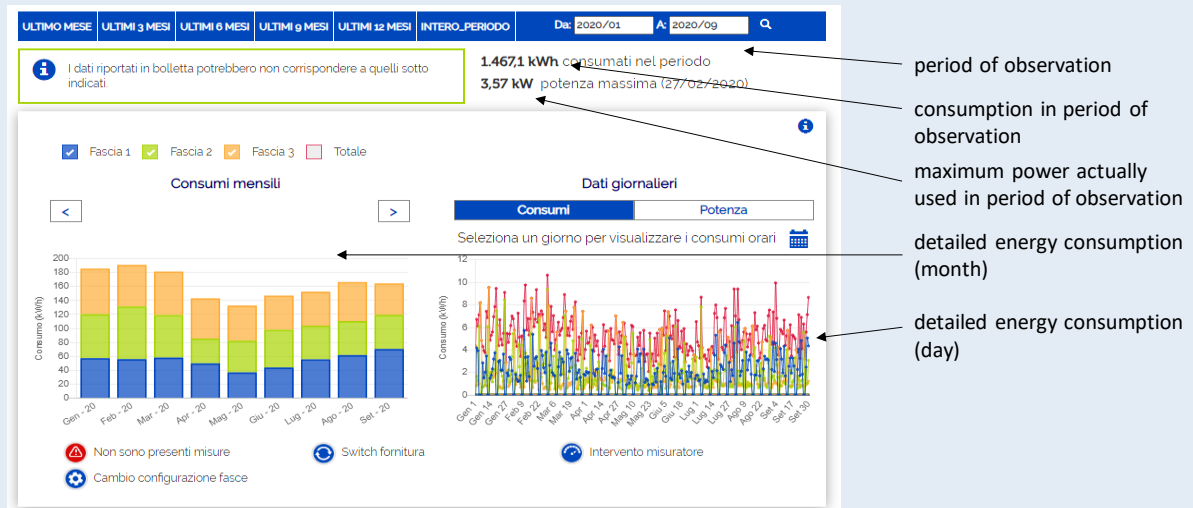 ULTIMO MESE ULTIMI 3 MESI ULTIMI 6 MESI ULTIMI 9 MESI ULTIMI 12 MESI INTERO_PERIODO Da: 2020/01 A: 2020/09
I dati riportati in bolletta potrebbero non corrispondere a quelli sotto
indicati.
1.467,1 kWh consumati nel periodo
3,57 kW potenza massima (27/02/2020)
period of observation
consumption in period of
observation
maximum power actually
used in period of observation
detailed energy consumption
(month)
detailed energy consumption
(day)
Fascia 1 Fascia 2 Fascia 3 Totale
Consumi mensili
< >
Consumo (kWh)
200
180
160
140
120
100
80
60
40
20
0
Gen - 20 Feb - 20 Mar - 20 Apr - 20 Mag - 20 Giu - 20 Lug - 20 Ago - 20 Set - 20
Dati giornalieri
Consumi Potenza
Seleziona un giorno per visualizzare i consumi orari
Consumo (kWh)
12
10
8
6
4
2
0
Gen 1 Gen 14 Gen 27 Feb 9 Feb 22 Mar 6 Mar 19 Apr 1 Apr 14 Apr 27 Mag 10 Mag 23 Giu 5 Giu 18 Lug 1 Lug 14 Lug 27 Ago 9 Ago 22 Set 4 Set 17 Set 30
Non sono presenti misure Switch fornitura Intervento misuratore
Cambio configurazione fasce